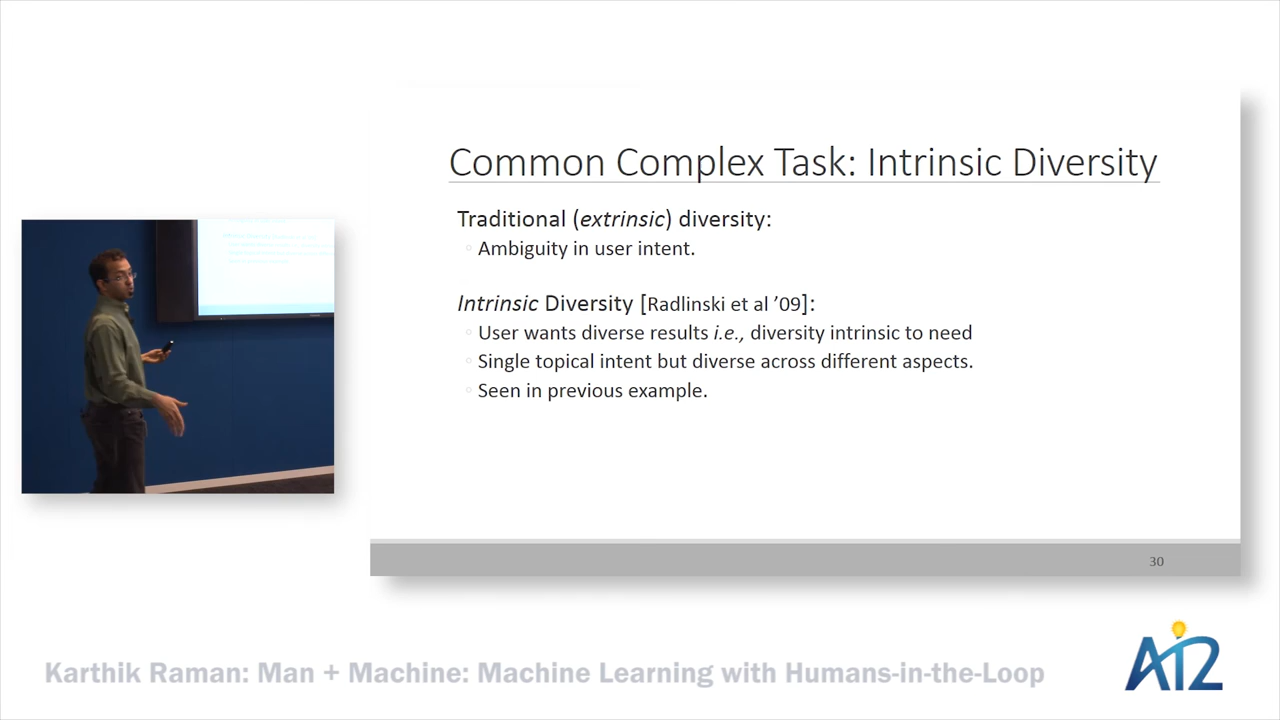 Common Complex Task: Intrinsic Diversity
Traditional (extrinsic) diversity:
Ambiguity in user intent.
Intrinsic Diversity [Radlinski et al ’09]:
User wants diverse results i.e., diversity intrinsic to need
Single topical intent but diverse across different aspects.
Seen in previous example.
30
Karthik Raman: Man + Machine: Machine Learning with Humans-in-the-Loop
AI2